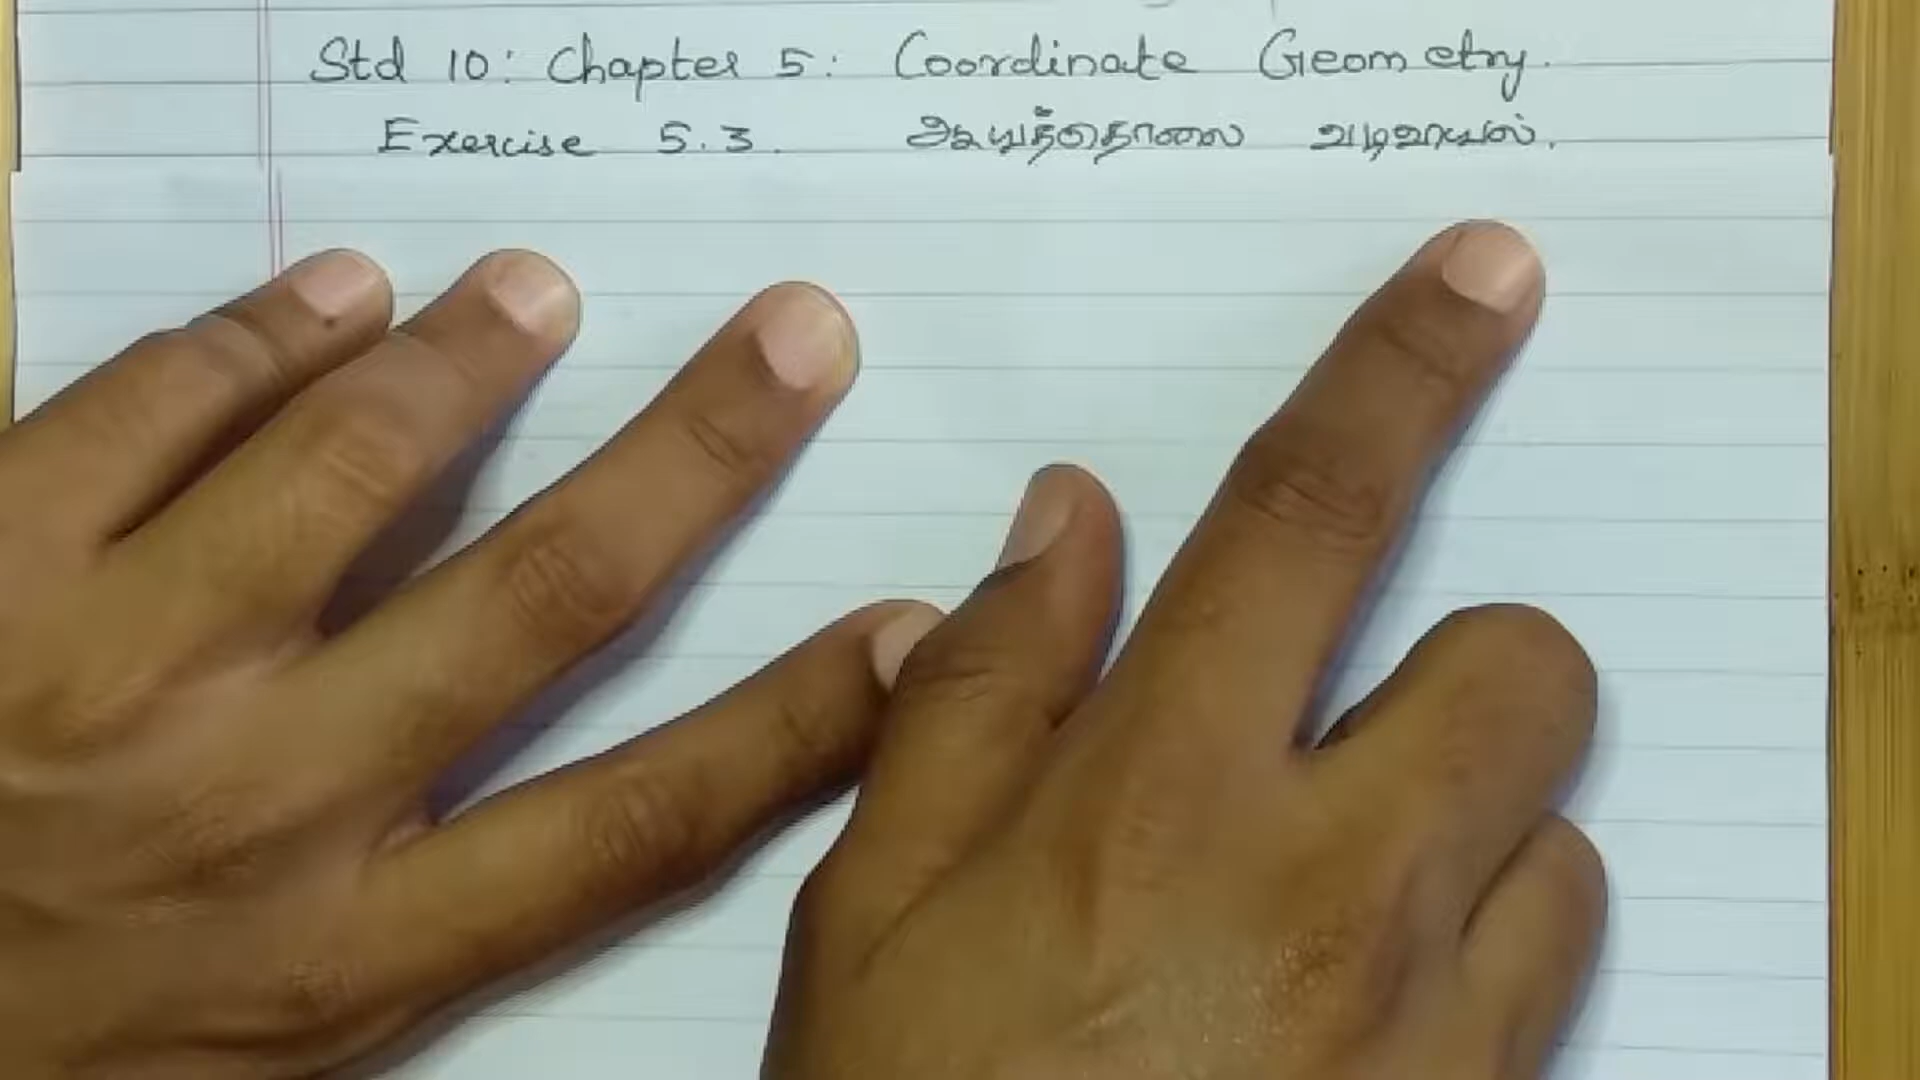 Std 10: Chapter 5: Coordinate Geometry.
Exercise 5.3. ஆயத்தொலை வடிவியல்.